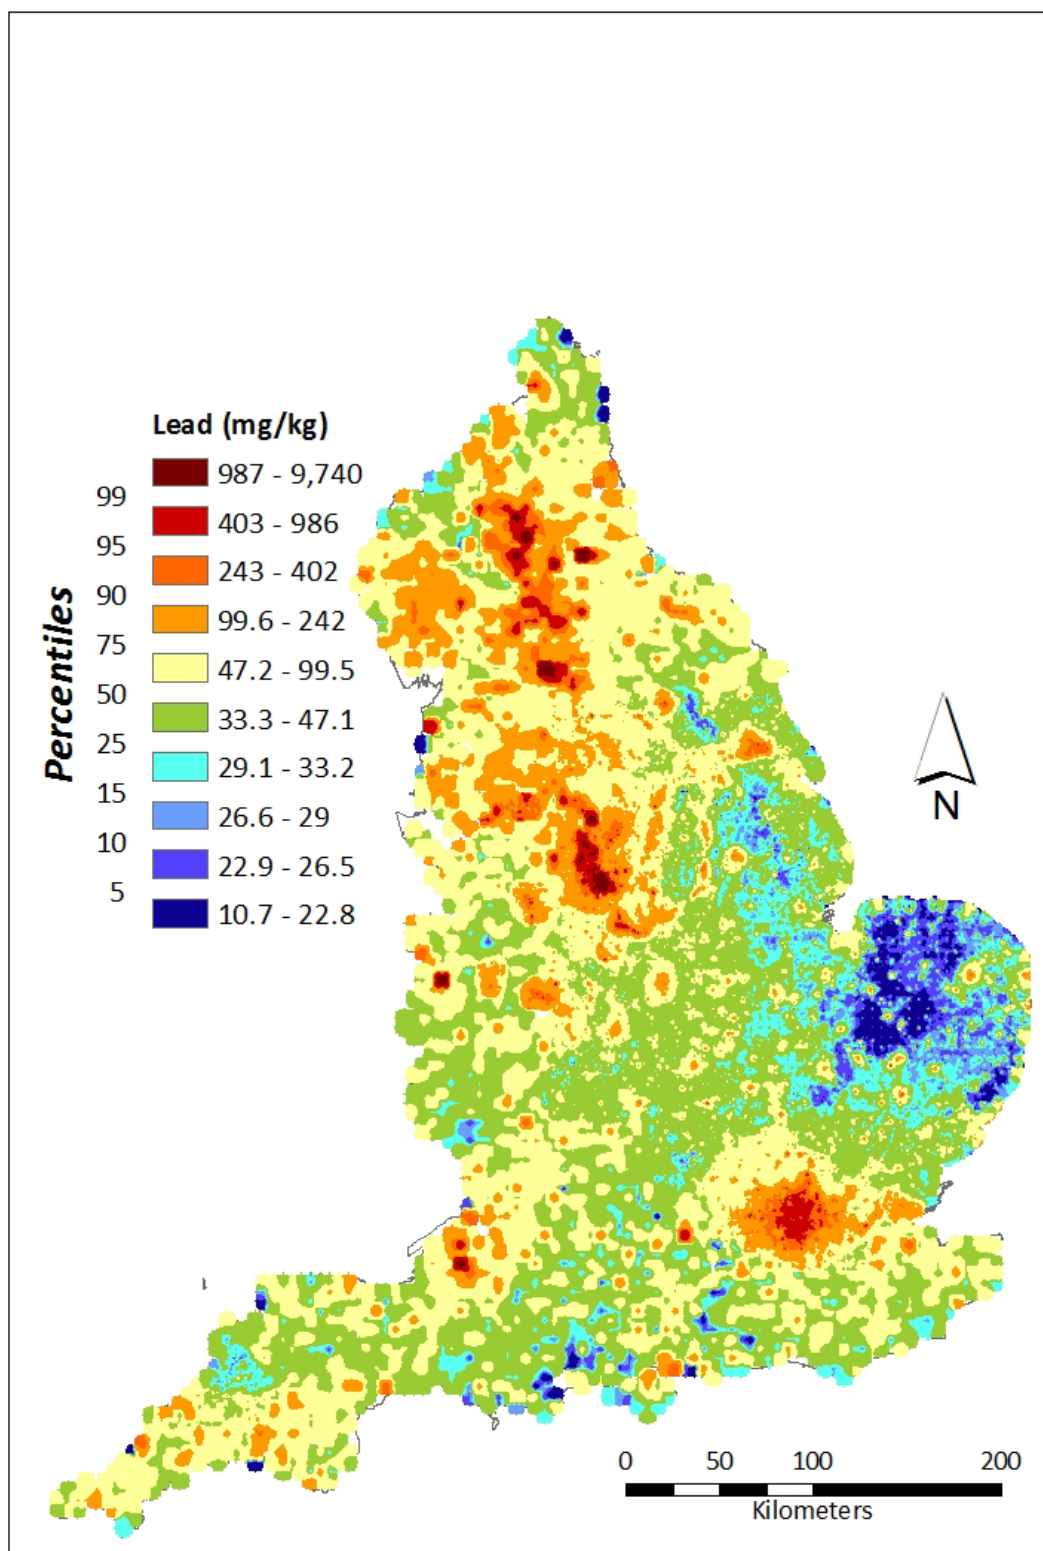 Lead (mg/kg)
987 - 9,740
99
403 - 986
95
243 - 402
90
99.6 - 242
75
47.2 - 99.5
50
33.3 - 47.1
25
29.1 - 33.2
15
26.6 - 29
10
22.9 - 26.5
5
10.7 - 22.8
Percentiles
N
0 50 100 200
Kilometers